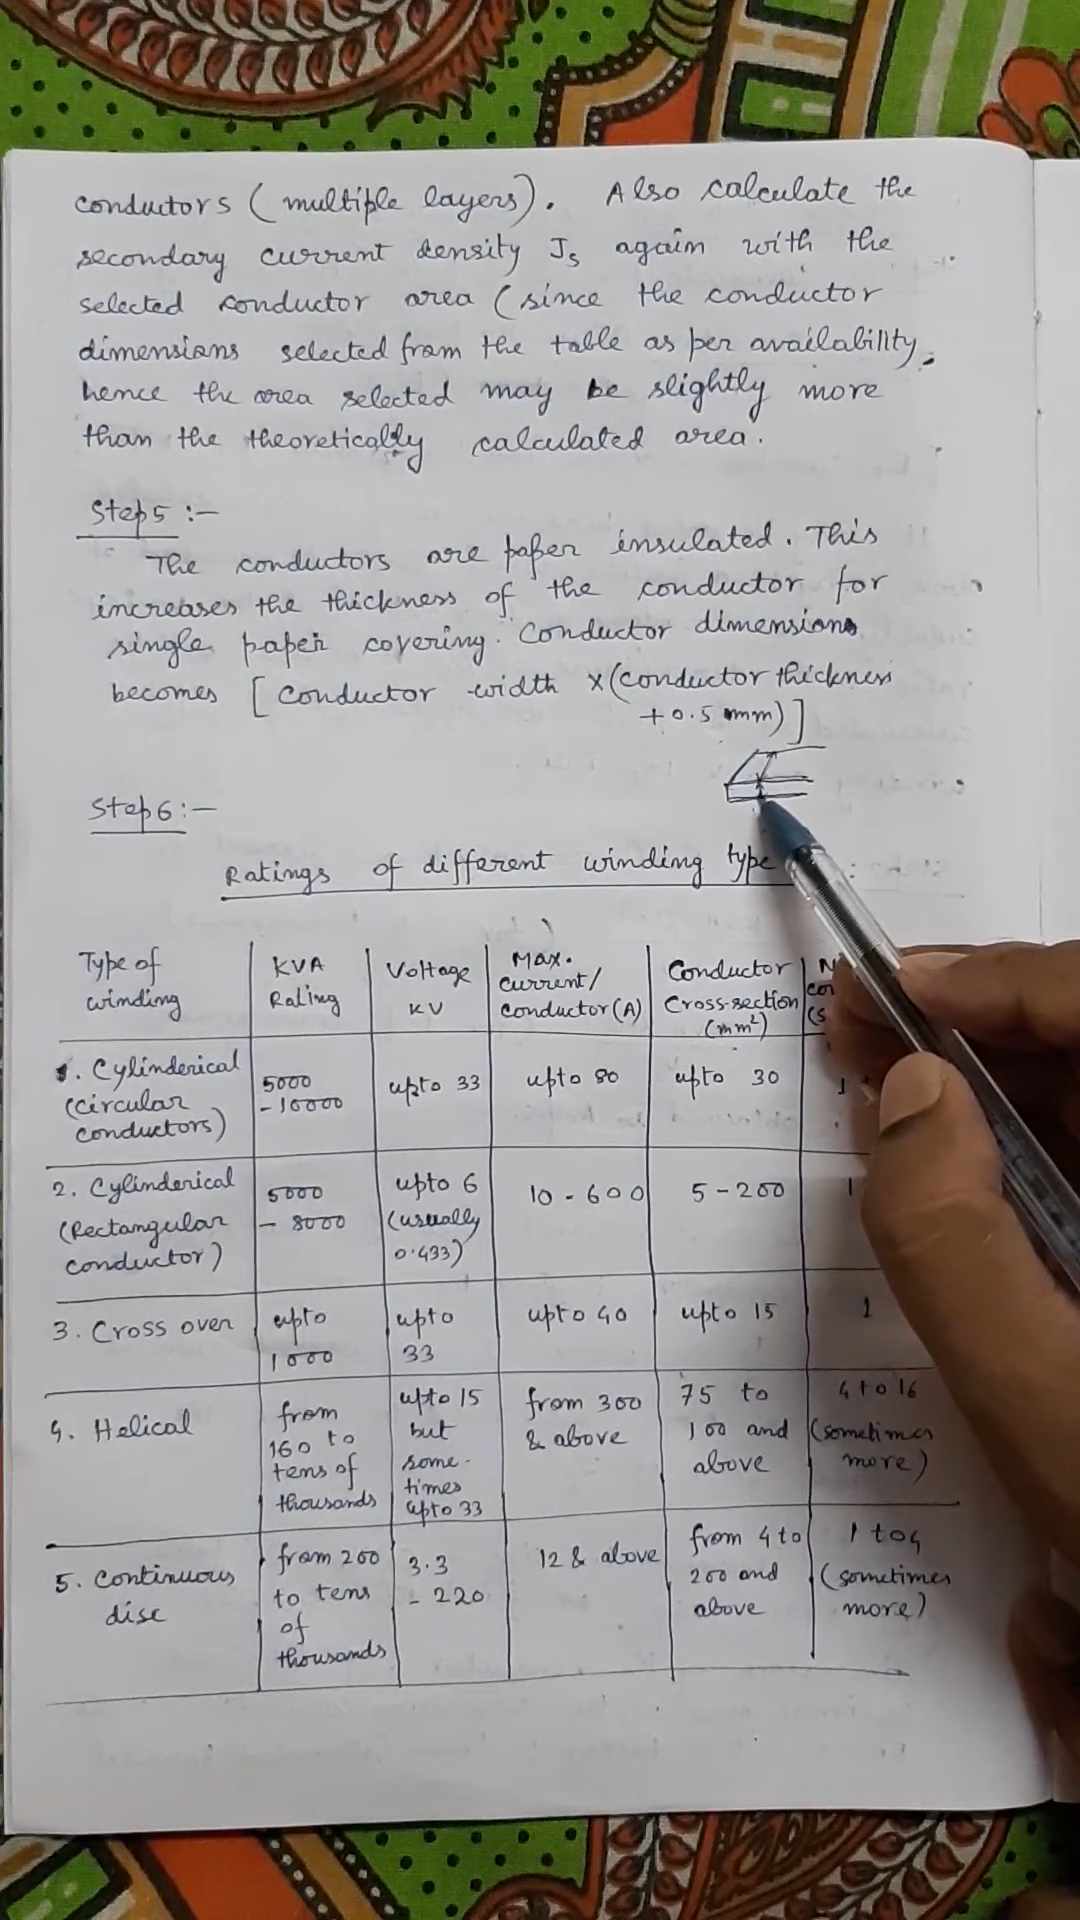 conductors (multiple layers). Also calculate the
secondary current density Js again with the
selected conductor area (since the conductor
dimensions selected from the table as per availability,
hence the area selected may be slightly more
than the theoretically calculated area.
Step5 :-
The conductors are paper insulated. This
increases the thickness of the conductor for
single paper covering. Conductor dimensions
becomes [Conductor width x (conductor thickness
+0.5 mm)]
Step6:-
Ratings of different winding type
Type of
winding
KVA
Rating
Voltage
KV
Max.
current/
conductor(A)
Conductor
Cross-section
(mm²)
1. Cylinderical
(circular
conductors)
5000
- 10000
upto 33
upto 80
upto 30
1
2. Cylinderical
(Rectangular
conductor)
5000
- 8000
upto 6
(usually
0.433)
10 - 600
5 - 200
1
3. Cross over
upto
1000
upto
33
upto 40
upto 15
1
4. Helical
from
160 to
tens of
thousands
upto 15
but
some-
times
upto 33
from 300
& above
75 to
100 and
above
4 to 16
(sometimes
more)
5. Continuous
disc
from 200
to tens
of
thousands
3.3
- 220
12 & above
from 4 to
200 and
above
1 to 4
(sometimes
more)